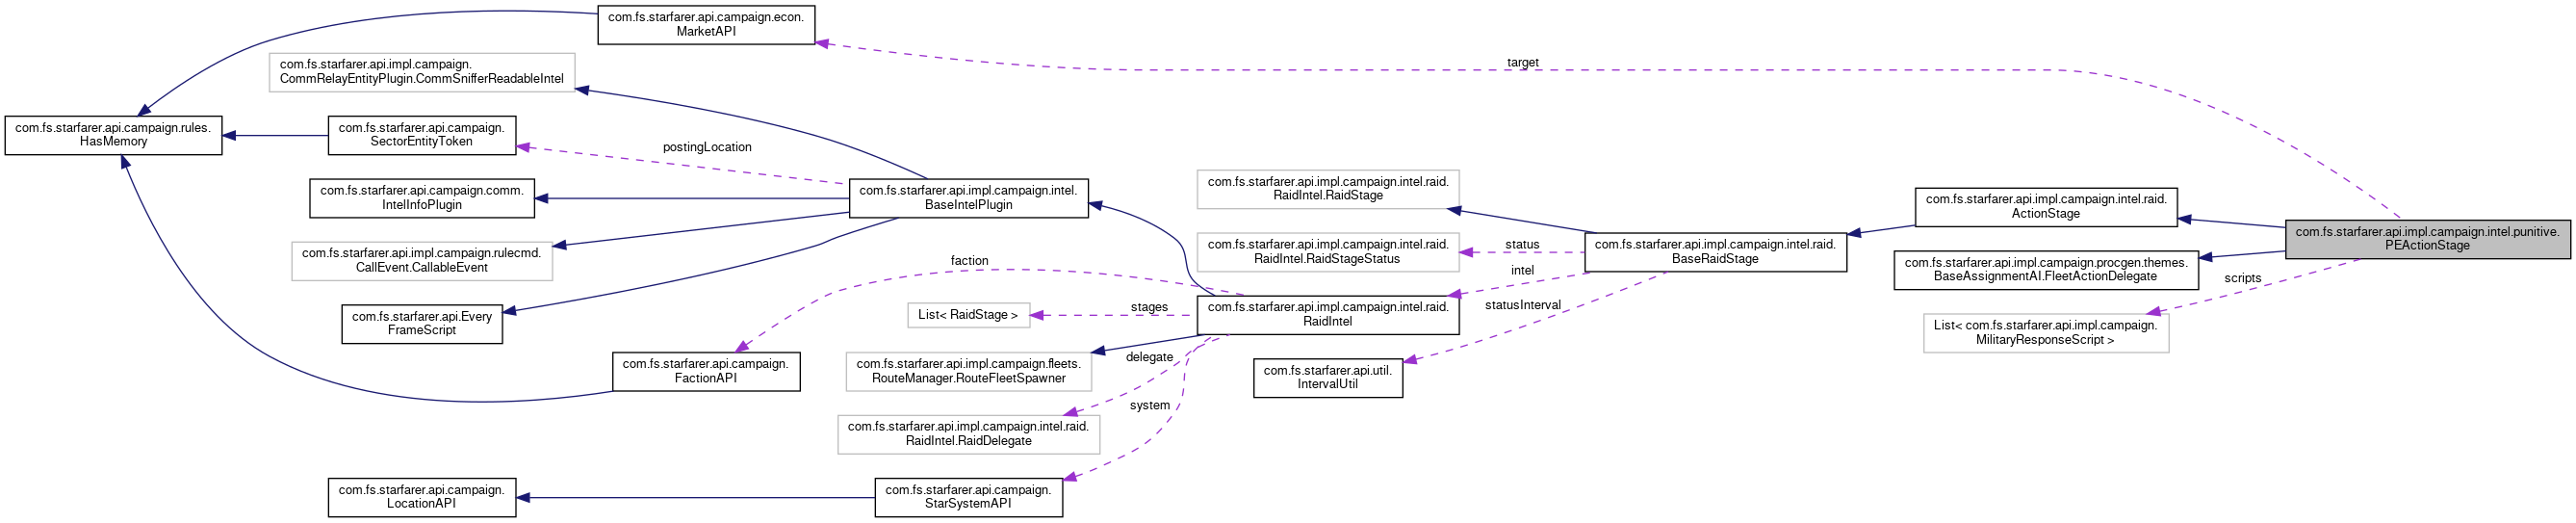 com.fs.starfarer.api.campaign.econ.
MarketAPI
target
com.fs.starfarer.api.impl.campaign.
CommRelayEntityPlugin.CommSnifferReadableIntel
com.fs.starfarer.api.campaign.rules.
HasMemory
com.fs.starfarer.api.campaign.
SectorEntityToken
postingLocation
com.fs.starfarer.api.campaign.comm.
IntelInfoPlugin
com.fs.starfarer.api.impl.campaign.intel.
BaseIntelPlugin
com.fs.starfarer.api.impl.campaign.intel.raid.
RaidIntel.RaidStage
com.fs.starfarer.api.impl.campaign.intel.raid.
ActionStage
com.fs.starfarer.api.impl.campaign.intel.punitive.
PEActionStage
com.fs.starfarer.api.impl.campaign.rulecmd.
CallEvent.CallableEvent
com.fs.starfarer.api.impl.campaign.intel.raid.
RaidIntel.RaidStageStatus
status
com.fs.starfarer.api.impl.campaign.intel.raid.
BaseRaidStage
com.fs.starfarer.api.impl.campaign.procgen.themes.
BaseAssignmentAI.FleetActionDelegate
faction
intel
scripts
com.fs.starfarer.api.Every
FrameScript
List< RaidStage >
stages
com.fs.starfarer.api.impl.campaign.intel.raid.
RaidIntel
statusInterval
List< com.fs.starfarer.api.impl.campaign.
MilitaryResponseScript >
com.fs.starfarer.api.campaign.
FactionAPI
com.fs.starfarer.api.impl.campaign.fleets.
RouteManager.RouteFleetSpawner
delegate
com.fs.starfarer.api.util.
IntervalUtil
com.fs.starfarer.api.impl.campaign.intel.raid.
RaidIntel.RaidDelegate
system
com.fs.starfarer.api.campaign.
LocationAPI
com.fs.starfarer.api.campaign.
StarSystemAPI